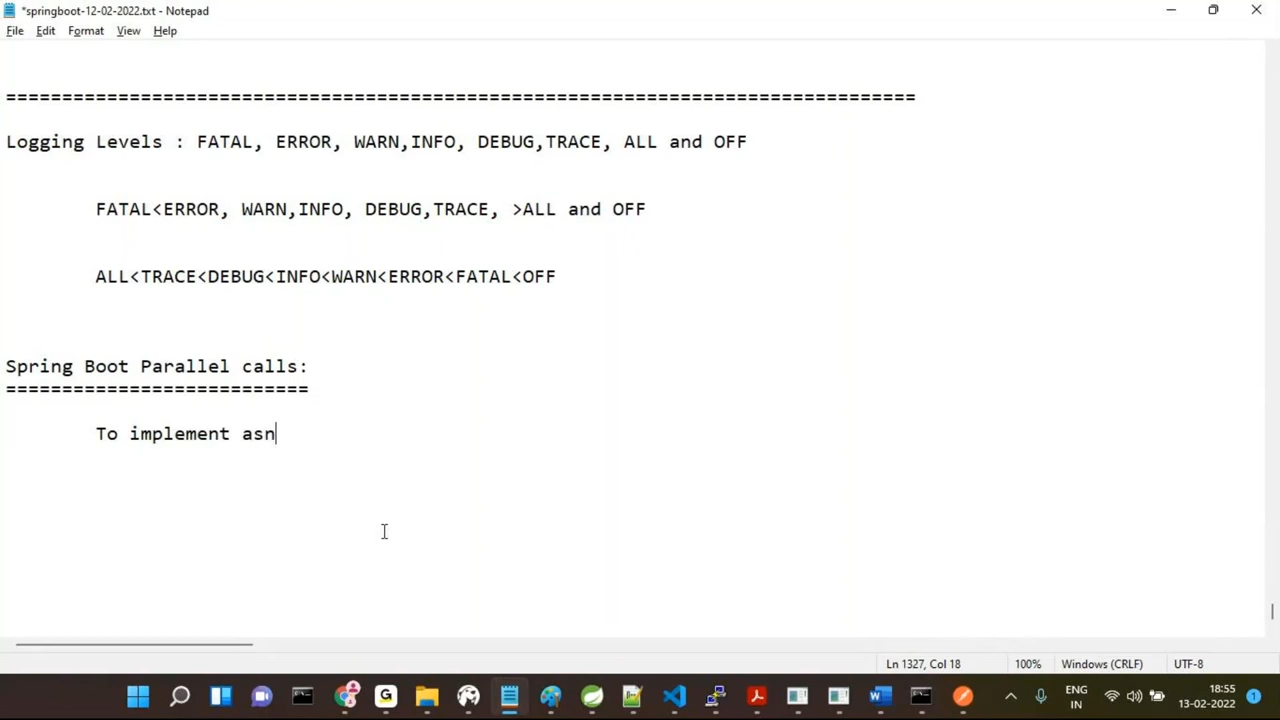 *springboot-12-02-2022.txt - Notepad
File Edit Format View Help
=================================================================================
Logging Levels : FATAL, ERROR, WARN,INFO, DEBUG,TRACE, ALL and OFF
FATAL<ERROR, WARN,INFO, DEBUG,TRACE, >ALL and OFF
ALL<TRACE<DEBUG<INFO<WARN<ERROR<FATAL<OFF
Spring Boot Parallel calls:
===========================
To implement asn
Ln 1327, Col 18 100% Windows (CRLF) UTF-8
ENG 18:55
IN 13-02-2022